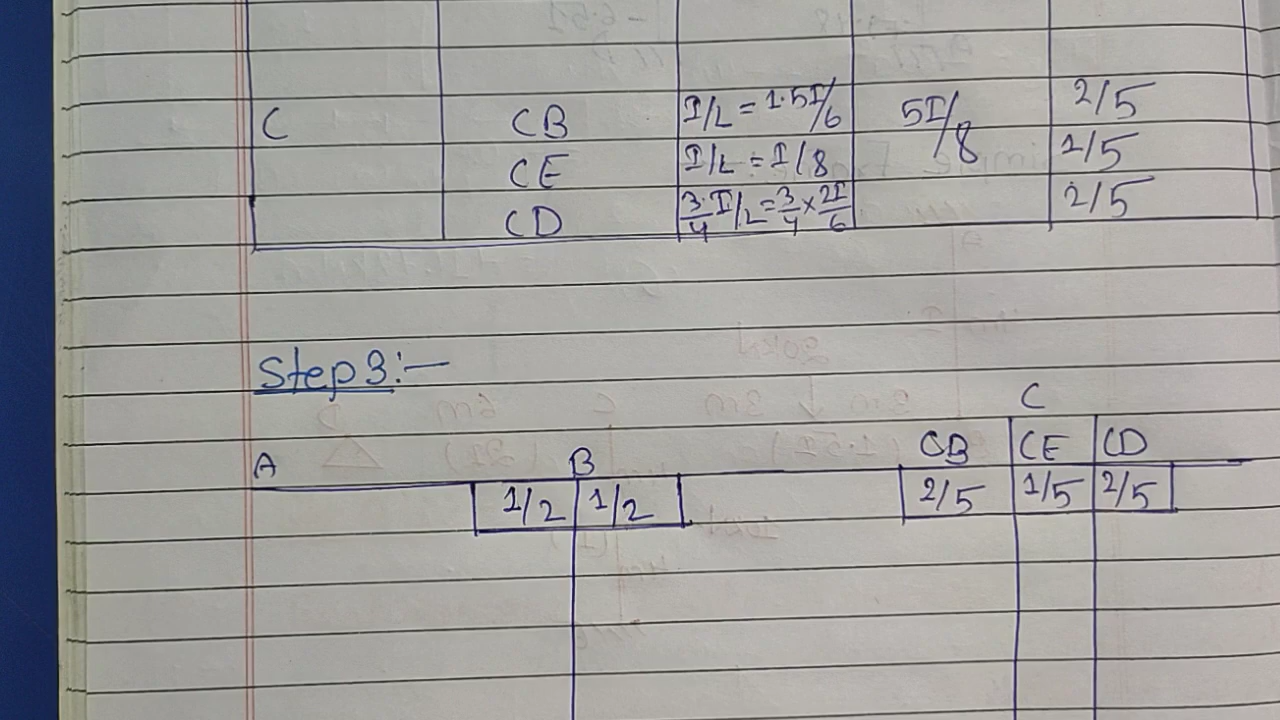 C CB I/L = 1.5I/6 5I/8 2/5
CE I/L = I/8 1/5
CD 3/4 I/L = 3/4 × 2I/6 2/5
Step 3:-
C
A B CB CE CD
1/2 1/2 2/5 1/5 2/5